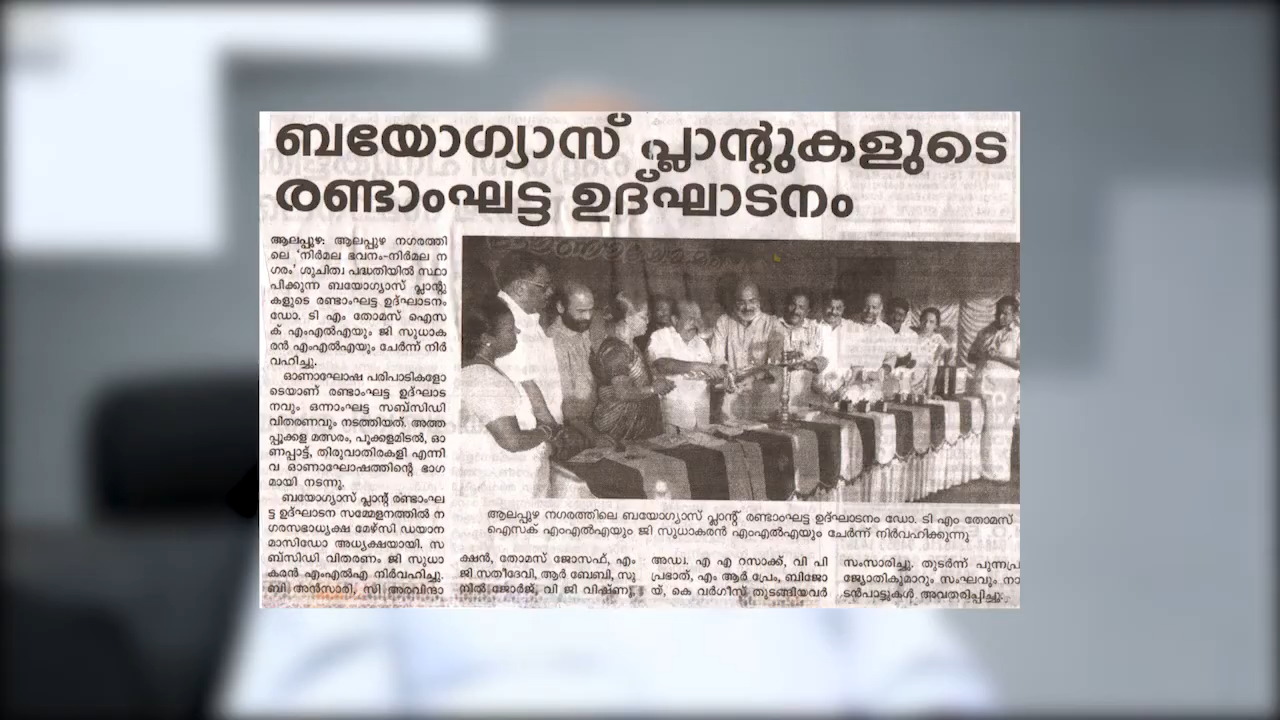 ബയോഗ്യാസ് പ്ലാന്റുകളുടെ
രണ്ടാംഘട്ട ഉദ്ഘാടനം
ആലപ്പുഴ: ആലപ്പുഴ നഗരത്തി
ലെ 'നിർമല ഭവനം-നിർമല ന
ഗരം' ശുചിത്വ പദ്ധതിയിൽ സ്ഥാ
പിക്കുന്ന ബയോഗ്യാസ് പ്ലാന്റു
കളുടെ രണ്ടാംഘട്ട ഉദ്ഘാടനം
ഡോ. ടി എം തോമസ് ഐസ
ക് എംഎൽഎയും ജി സുധാക
രൻ എംഎൽഎയും ചേർന്ന് നിർ
വഹിച്ചു.
ഓണാഘോഷ പരിപാടികളോ
ടെയാണ് രണ്ടാംഘട്ട ഉദ്ഘാട
നവും ഒന്നാംഘട്ട സബ്സിഡി
വിതരണവും നടത്തിയത്. അത്ത
പ്പൂക്കള മത്സരം, പൂക്കളമിടൽ, ഓ
ണപ്പാട്ട്, തിരുവാതിരകളി എന്നി
വ ഓണാഘോഷത്തിന്റെ ഭാഗ
മായി നടന്നു.
ബയോഗ്യാസ് പ്ലാന്റ് രണ്ടാംഘ
ട്ട ഉദ്ഘാടന സമ്മേളനത്തിൽ ന
ഗരസഭാധ്യക്ഷ മേഴ്സി ഡയാന
മാസിഡോ അധ്യക്ഷയായി. സ
ബ്സിഡി വിതരണം ജി സുധാ
കരൻ എംഎൽഎ നിർവഹിച്ചു.
ബി അൻസാരി, സി അരവിന്ദാ
ആലപ്പുഴ നഗരത്തിലെ ബയോഗ്യാസ് പ്ലാന്റ് രണ്ടാംഘട്ട ഉദ്ഘാടനം ഡോ. ടി എം തോമസ്
ഐസക് എംഎൽഎയും ജി സുധാകരൻ എംഎൽഎയും ചേർന്ന് നിർവഹിക്കുന്നു
ക്ഷൻ, തോമസ് ജോസഫ്, എം
ജി സതീദേവി, ആർ ബേബി, സു
നിൽ ജോർജ്, വി ജി വിഷ്ണു,
അഡ്വ. എ എ റസാക്ക്, വി പി
പ്രഭാത്, എം ആർ പ്രേം, ബിജോ
യ്, കെ വർഗീസ് തുടങ്ങിയവർ
സംസാരിച്ചു. തുടർന്ന് പുന്നപ്ര
ജ്യോതികുമാറും സംഘവും നാ
ടൻപാട്ടുകൾ അവതരിപ്പിച്ചു.